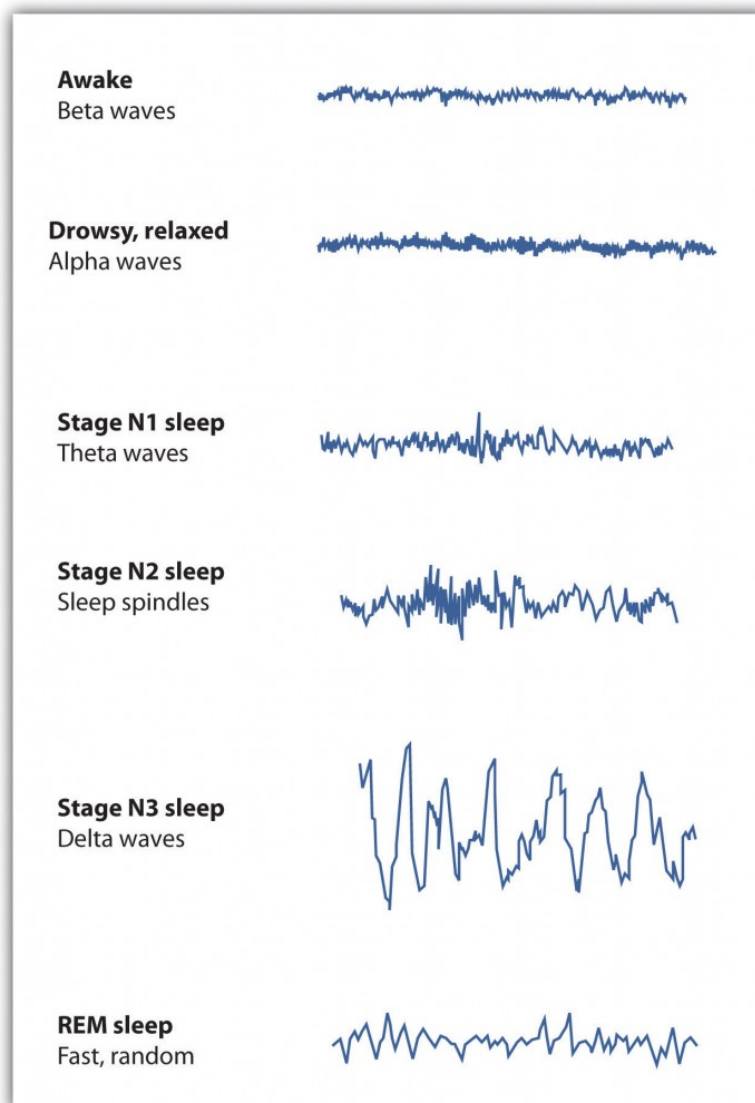 Awake
Beta waves
Drowsy, relaxed
Alpha waves
Stage N1 sleep
Theta waves
Stage N2 sleep
Sleep spindles
Stage N3 sleep
Delta waves
REM sleep
Fast, random